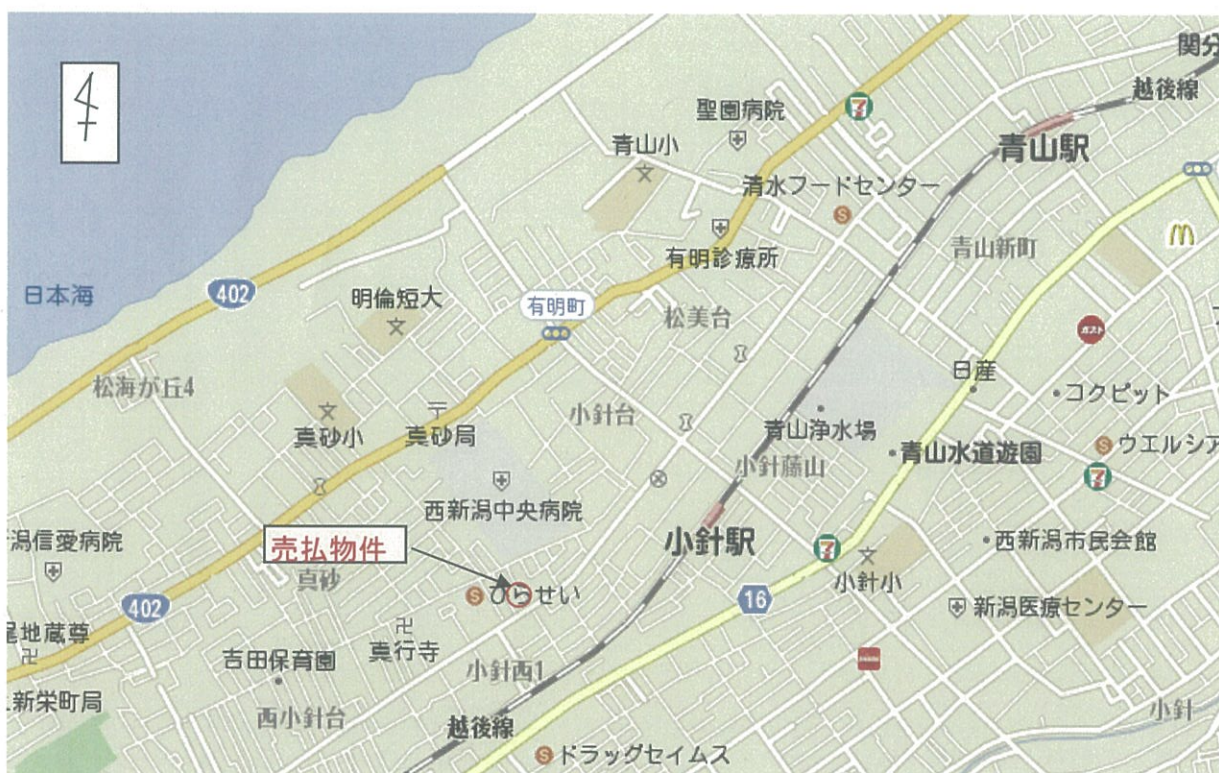 関分
越後線
聖園病院
青山小
青山駅
清水フードセンター
S
青山新町
有明診療所
日本海
402
明倫短大
有明町
松美台
ガスト
松海が丘4
日産
コクピット
小針台
真砂小
真砂局
青山浄水場
ウエルシア
青山水道遊園
小針藤山
S
7
西新潟中央病院
潟信愛病院
売払物件
小針駅
7
西新潟市民会館
真砂
小針小
S
ひらせい
16
新潟医療センター
402
尾地蔵尊
真行寺
吉田保育園
小針西1
新栄町局
西小針台
小針
越後線
S
ドラッグセイムス
7